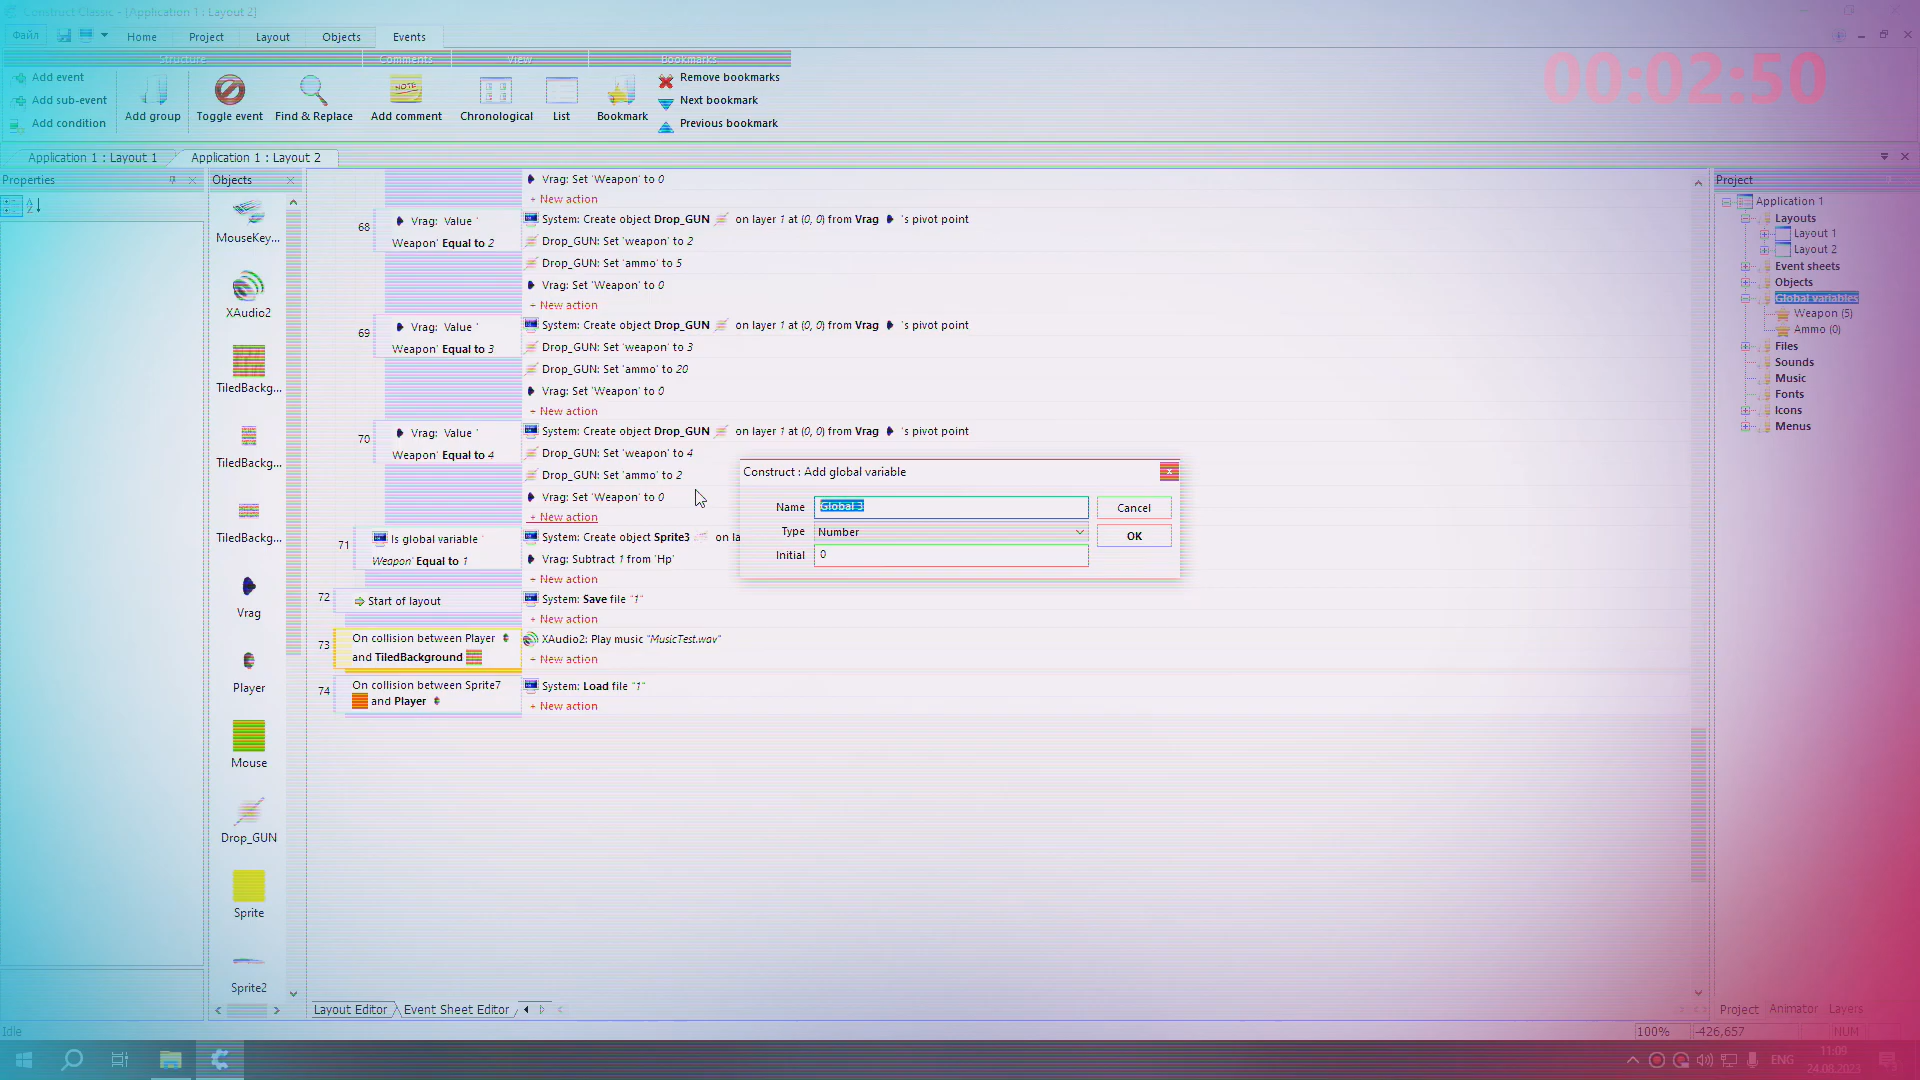 Construct Classic - [Application 1 : Layout 2]
00:02:50
Файл
Home
Project
Layout
Objects
Events
Structure
Comments
View
Bookmarks
Add event
Add sub-event
Add condition
Add group
Toggle event
Find & Replace
NOTE
Add comment
Chronological
List
Bookmark
Remove bookmarks
Next bookmark
Previous bookmark
Application 1 : Layout 1
Application 1 : Layout 2
Properties
Objects
MouseKey...
XAudio2
TiledBackg...
TiledBackg...
TiledBackg...
Vrag
Player
Mouse
Drop_GUN
Sprite
Sprite2
Vrag: Set 'Weapon' to 0
+ New action
68
Vrag: Value '
Weapon' Equal to 2
System: Create object Drop_GUN on layer 1 at (0, 0) from Vrag 's pivot point
Drop_GUN: Set 'weapon' to 2
Drop_GUN: Set 'ammo' to 5
Vrag: Set 'Weapon' to 0
+ New action
69
Vrag: Value '
Weapon' Equal to 3
System: Create object Drop_GUN on layer 1 at (0, 0) from Vrag 's pivot point
Drop_GUN: Set 'weapon' to 3
Drop_GUN: Set 'ammo' to 20
Vrag: Set 'Weapon' to 0
+ New action
70
Vrag: Value '
Weapon' Equal to 4
System: Create object Drop_GUN on layer 1 at (0, 0) from Vrag 's pivot point
Drop_GUN: Set 'weapon' to 4
Drop_GUN: Set 'ammo' to 2
Vrag: Set 'Weapon' to 0
+ New action
71
Is global variable '
Weapon' Equal to 1
System: Create object Sprite3 on la
Vrag: Subtract 1 from 'Hp'
+ New action
72
Start of layout
System: Save file "1"
+ New action
73
On collision between Player
and TiledBackground
XAudio2: Play music "MusicTest.wav"
+ New action
74
On collision between Sprite7
and Player
System: Load file "1"
+ New action
Construct : Add global variable
x
Name
Global 3
Cancel
Type
Number
OK
Initial
0
Project
Application 1
Layouts
Layout 1
Layout 2
Event sheets
Objects
Global variables
Weapon (5)
Ammo (0)
Files
Sounds
Music
Fonts
Icons
Menus
Layout Editor
Event Sheet Editor
Project
Animator
Layers
Idle
100%
-426,657
NUM
ENG
11:09
24.08.2023